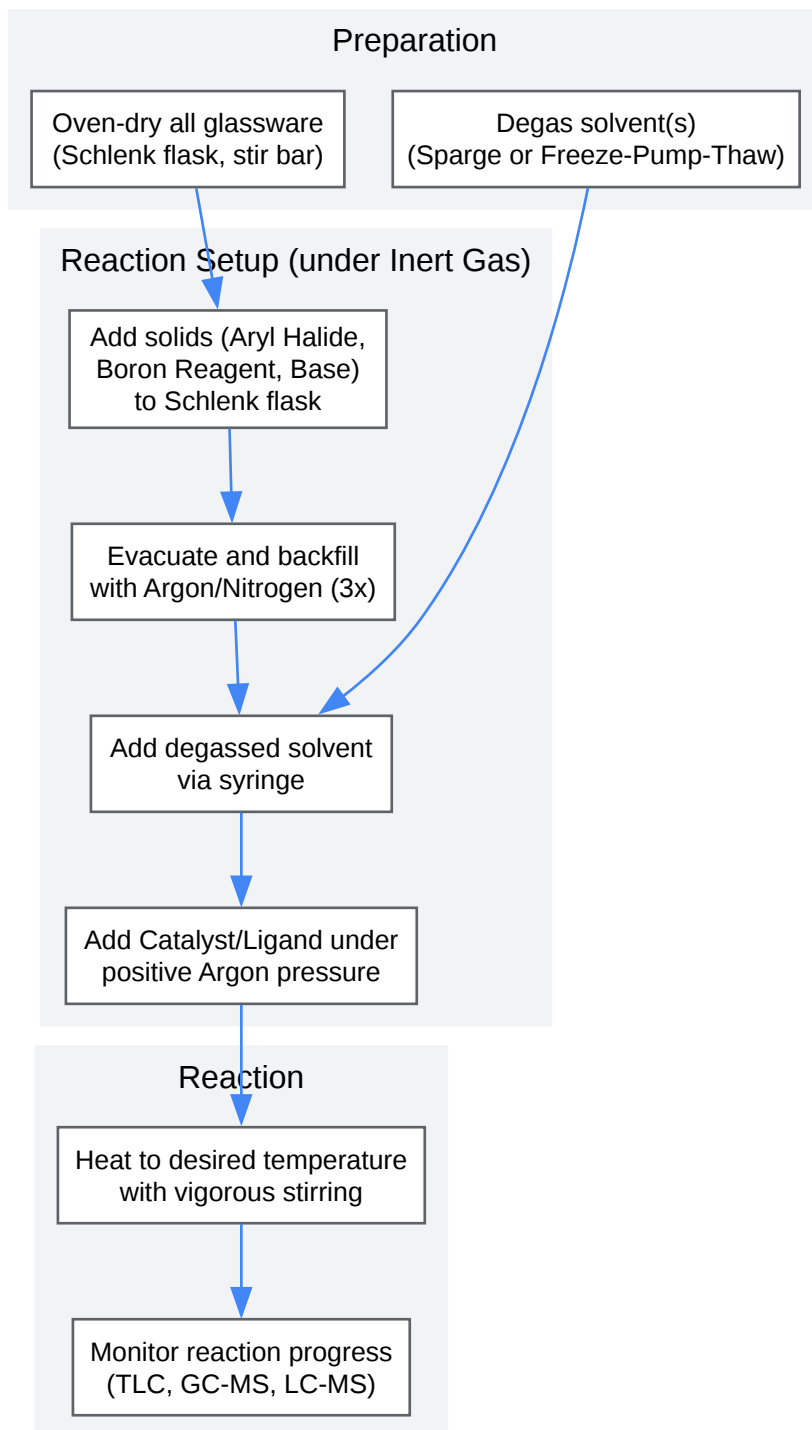 Preparation
Oven-dry all glassware
(Schlenk flask, stir bar)
Degas solvent(s)
(Sparge or Freeze-Pump-Thaw)
Reaction Setup (under Inert Gas)
Add solids (Aryl Halide,
Boron Reagent, Base)
to Schlenk flask
Evacuate and backfill
with Argon/Nitrogen (3x)
Add degassed solvent
via syringe
Add Catalyst/Ligand under
positive Argon pressure
Reaction
Heat to desired temperature
with vigorous stirring
Monitor reaction progress
(TLC, GC-MS, LC-MS)